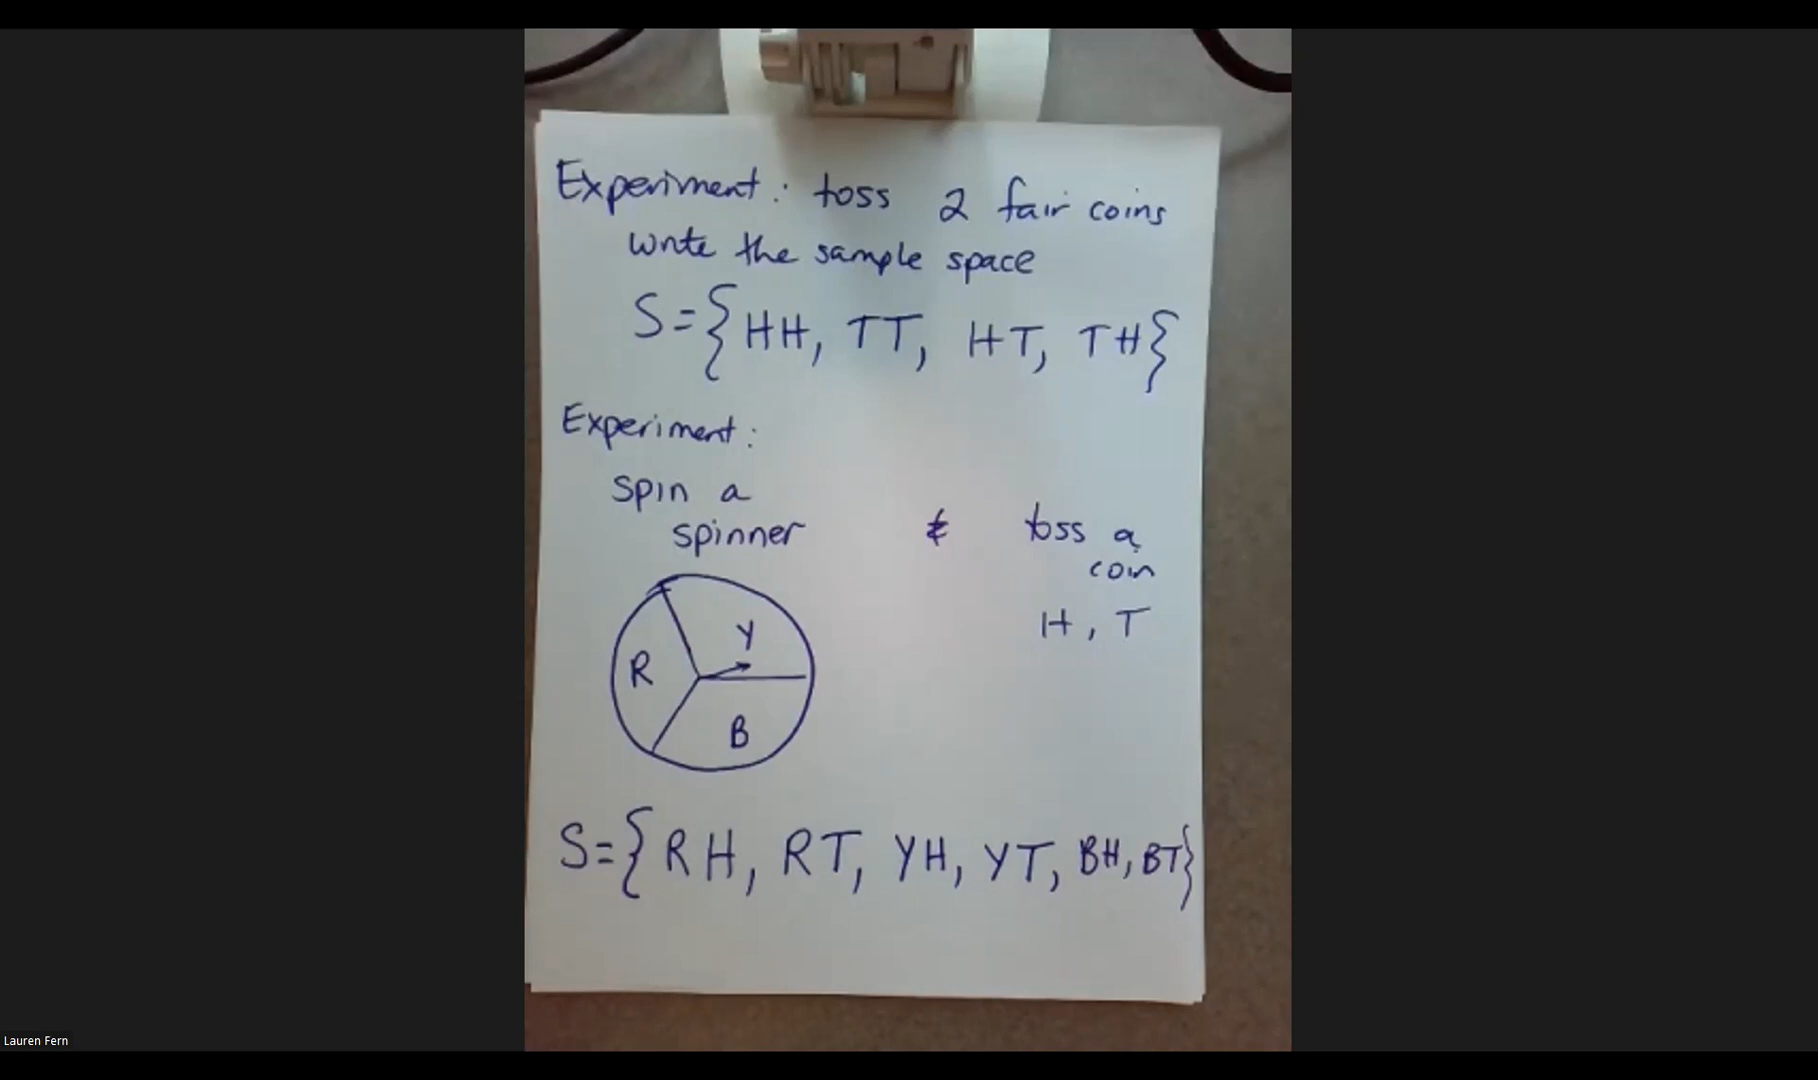 Experiment: toss 2 fair coins
write the sample space
S={HH, TT, HT, TH}
Experiment:
spin a
spinner & toss a
coin
H, T
Y
R
B
S={RH, RT, YH, YT, BH, BT}
Lauren Fern